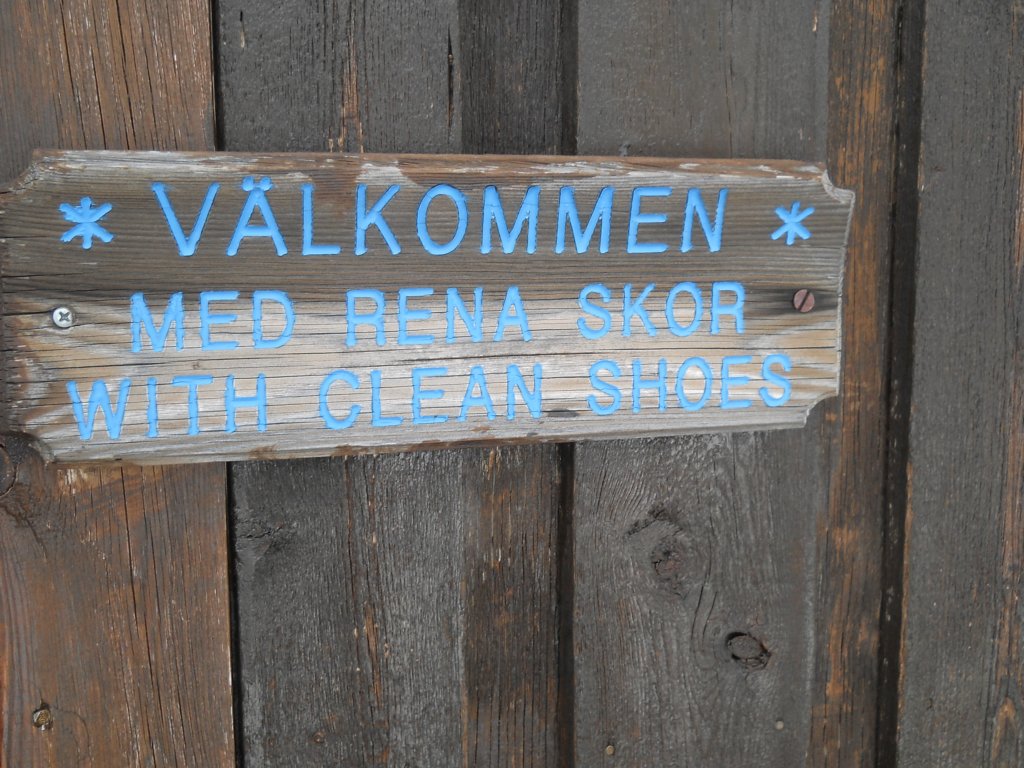 * VÄLKOMMEN *
MED RENA SKOR
WITH CLEAN SHOES